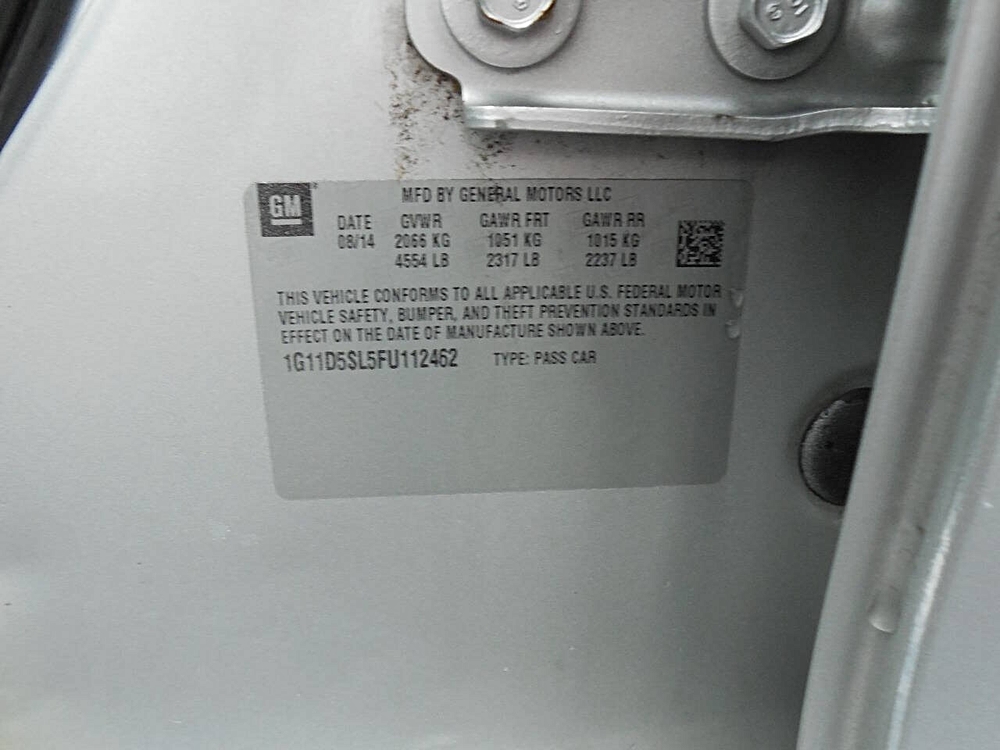 GM
MFD BY GENERAL MOTORS LLC
DATE GVWR GAWR FRT GAWR RR
08/14 2066 KG 1051 KG 1015 KG
4554 LB 2317 LB 2237 LB
THIS VEHICLE CONFORMS TO ALL APPLICABLE U.S. FEDERAL MOTOR
VEHICLE SAFETY, BUMPER, AND THEFT PREVENTION STANDARDS IN
EFFECT ON THE DATE OF MANUFACTURE SHOWN ABOVE.
1G11D5SL5FU112462 TYPE: PASS CAR